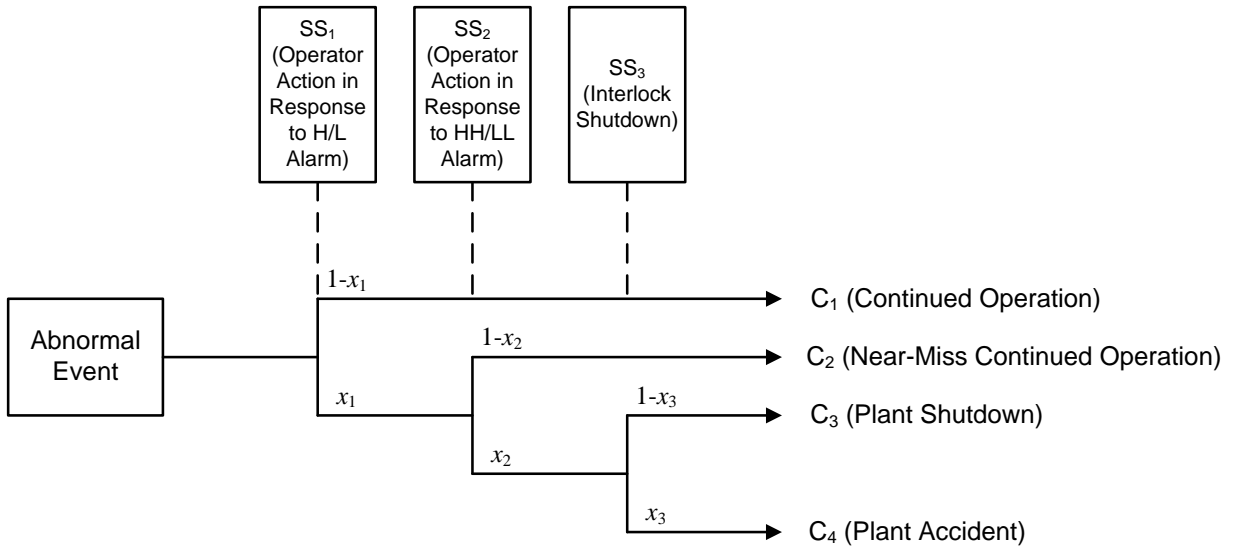 SS₁
(Operator
Action in
Response
to H/L
Alarm)
SS₂
(Operator
Action in
Response
to HH/LL
Alarm)
SS₃
(Interlock
Shutdown)
Abnormal
Event
1-x₁
C₁ (Continued Operation)
1-x₂
C₂ (Near-Miss Continued Operation)
x₁
1-x₃
C₃ (Plant Shutdown)
x₂
x₃
C₄ (Plant Accident)